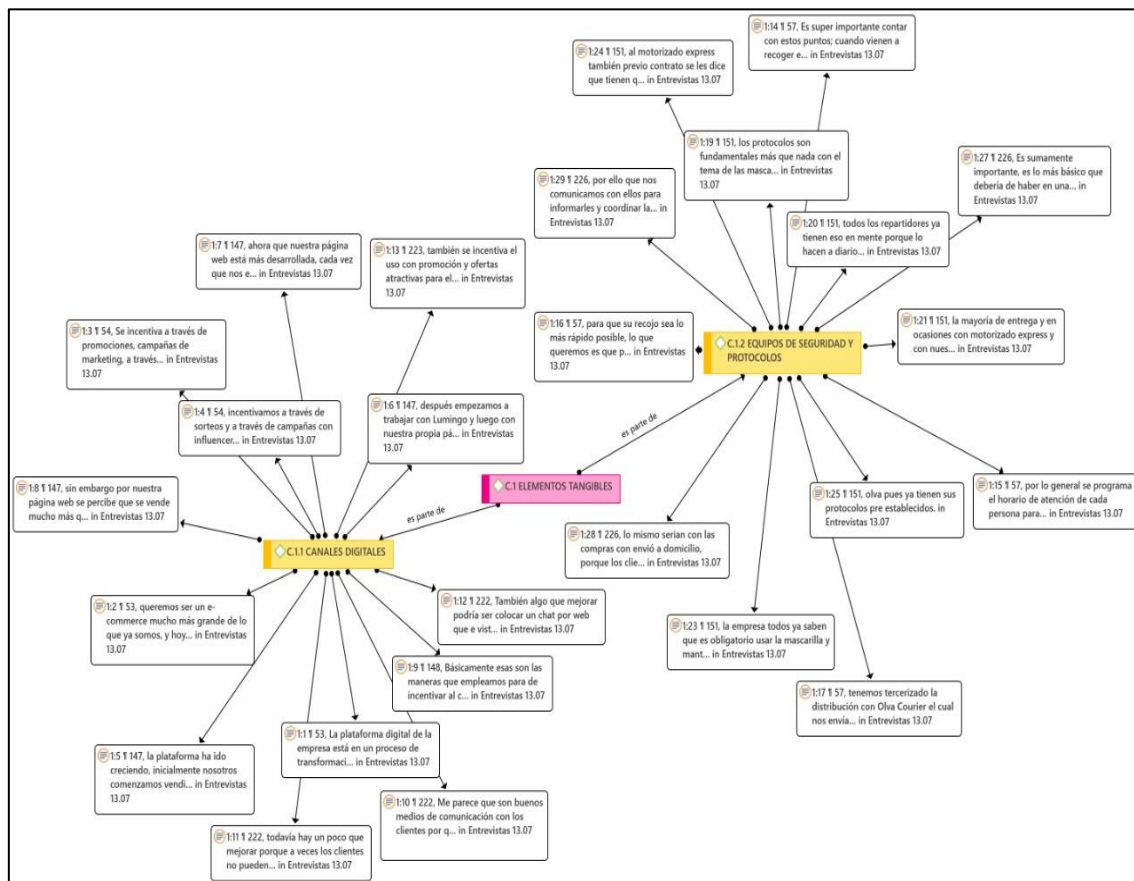 1:14 ¶ 57, Es super importante contar
con estos puntos; cuando vienen a
recoger e... in Entrevistas 13.07
1:24 ¶ 151, al motorizado express
también previo contrato se les dice
que tienen q... in Entrevistas
13.07
1:19 ¶ 151, los protocolos son
fundamentales más que nada con el
tema de las masca... in Entrevistas
13.07
1:27 ¶ 226, Es sumamente
importante, es lo más básico que
debería de haber en una... in
Entrevistas 13.07
1:29 ¶ 226, por ello que nos
comunicamos con ellos para
informarles y coordinar la... in
Entrevistas 13.07
1:20 ¶ 151, todos los repartidores ya
tienen eso en mente porque lo
hacen a diario... in Entrevistas
13.07
1:7 ¶ 147, ahora que nuestra página
web está más desarrollada, cada vez
que nos e... in Entrevistas 13.07
1:13 ¶ 223, también se incentiva el
uso con promoción y ofertas
atractivas para el... in Entrevistas
13.07
1:16 ¶ 57, para que su recojo sea lo
más rápido posible, lo que
queremos es que p... in Entrevistas
13.07
C.1.2 EQUIPOS DE SEGURIDAD Y
PROTOCOLOS
1:21 ¶ 151, la mayoría de entrega y en
ocasiones con motorizado express y
con nues... in Entrevistas 13.07
1:3 ¶ 54, Se incentiva a través de
promociones, campañas de
marketing, a través... in Entrevistas
13.07
1:4 ¶ 54, incentivamos a través de
sorteos y a través de campañas con
influencer... in Entrevistas 13.07
1:6 ¶ 147, después empezamos a
trabajar con Lumingo y luego con
nuestra propia pá... in Entrevistas
13.07
es parte de
1:8 ¶ 147, sin embargo por nuestra
página web se percibe que se vende
mucho más q... in Entrevistas
13.07
C.1 ELEMENTOS TANGIBLES
es parte de
1:25 ¶ 151, olva pues ya tienen sus
protocolos pre establecidos. in
Entrevistas 13.07
1:15 ¶ 57, por lo general se programa
el horario de atención de cada
persona para... in Entrevistas 13.07
1:28 ¶ 226, lo mismo serian con las
compras con envió a domicilio,
porque los clie... in Entrevistas
13.07
C.1.1 CANALES DIGITALES
1:2 ¶ 53, queremos ser un e-
commerce mucho más grande de lo
que ya somos, y hoy... in Entrevistas
13.07
1:12 ¶ 222, También algo que mejorar
podría ser colocar un chat por web
que e vist... in Entrevistas 13.07
1:23 ¶ 151, la empresa todos ya saben
que es obligatorio usar la mascarilla y
mant... in Entrevistas 13.07
1:9 ¶ 148, Básicamente esas son las
maneras que empleamos para de
incentivar al c... in Entrevistas
13.07
1:17 ¶ 57, tenemos tercerizado la
distribución con Olva Courier el cual
nos envía... in Entrevistas 13.07
1:1 ¶ 53, La plataforma digital de la
empresa está en un proceso de
transformaci... in Entrevistas
13.07
1:5 ¶ 147, la plataforma ha ido
creciendo, inicialmente nosotros
comenzamos vendi... in Entrevistas
13.07
1:10 ¶ 222, Me parece que son buenos
medios de comunicación con los
clientes por q... in Entrevistas
13.07
1:11 ¶ 222, todavía hay un poco que
mejorar porque a veces los clientes
no pueden... in Entrevistas 13.07